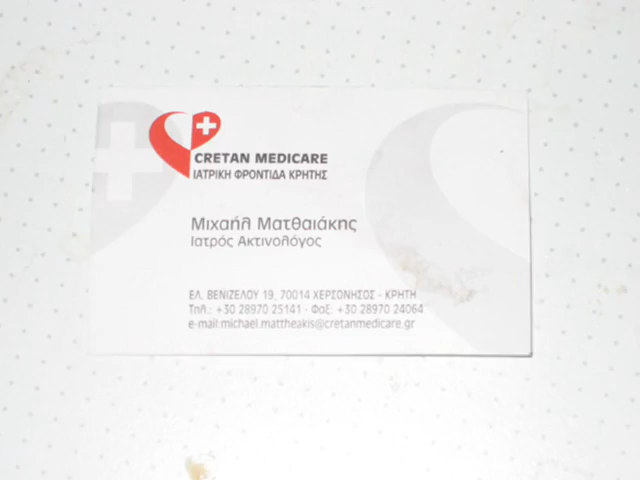 CRETAN MEDICARE
ΙΑΤΡΙΚΗ ΦΡΟΝΤΙΔΑ ΚΡΗΤΗΣ
Μιχαήλ Ματθαιάκης
Ιατρός Ακτινολόγος
ΕΛ. ΒΕΝΙΖΕΛΟΥ 19, 70014 ΧΕΡΣΟΝΗΣΟΣ - ΚΡΗΤΗ
Τηλ.: +30 28970 25141 - Φαξ: +30 28970 24064
e-mail:michael.mattheakis@cretanmedicare.gr